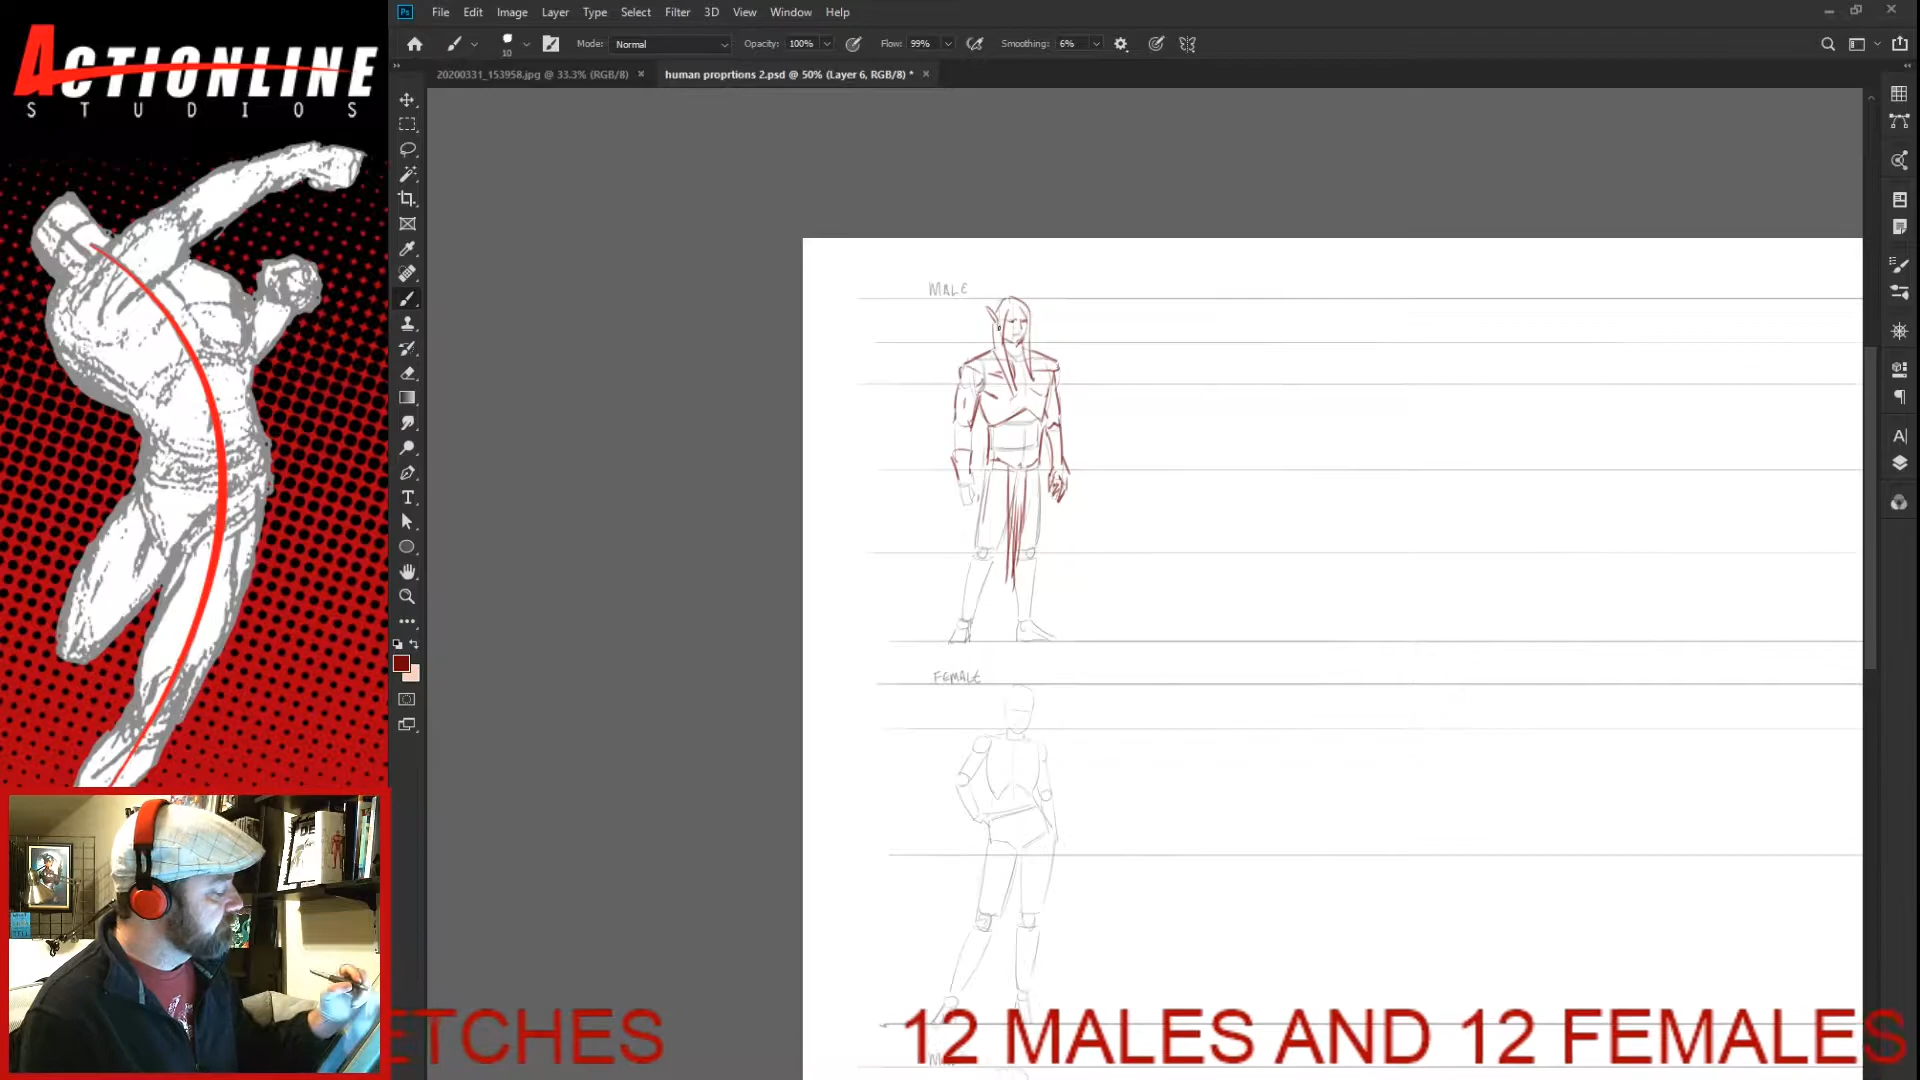 ACTIONLINE
STUDIOS
Ps
File Edit Image Layer Type Select Filter 3D View Window Help
10 Mode: Normal Opacity: 100% Flow: 99% Smoothing: 6%
20200331_153958.jpg @ 33.3% (RGB/8) human proprtions 2.psd @ 50% (Layer 6, RGB/8) *
MALE
FEMALE
ETCHES 12 MALES AND 12 FEMALES